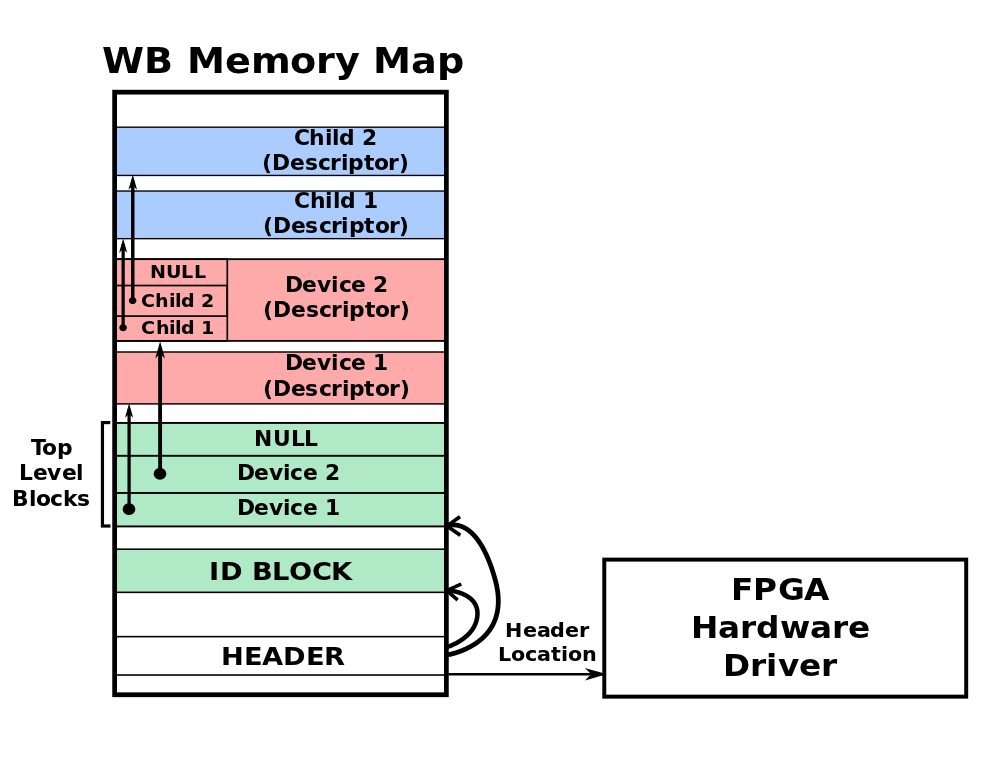 WB Memory Map
Child 2
(Descriptor)
Child 1
(Descriptor)
NULL
Child 2
Child 1
Device 2
(Descriptor)
Device 1
(Descriptor)
Top
Level
Blocks
NULL
Device 2
Device 1
ID BLOCK
HEADER
Header
Location
FPGA
Hardware
Driver